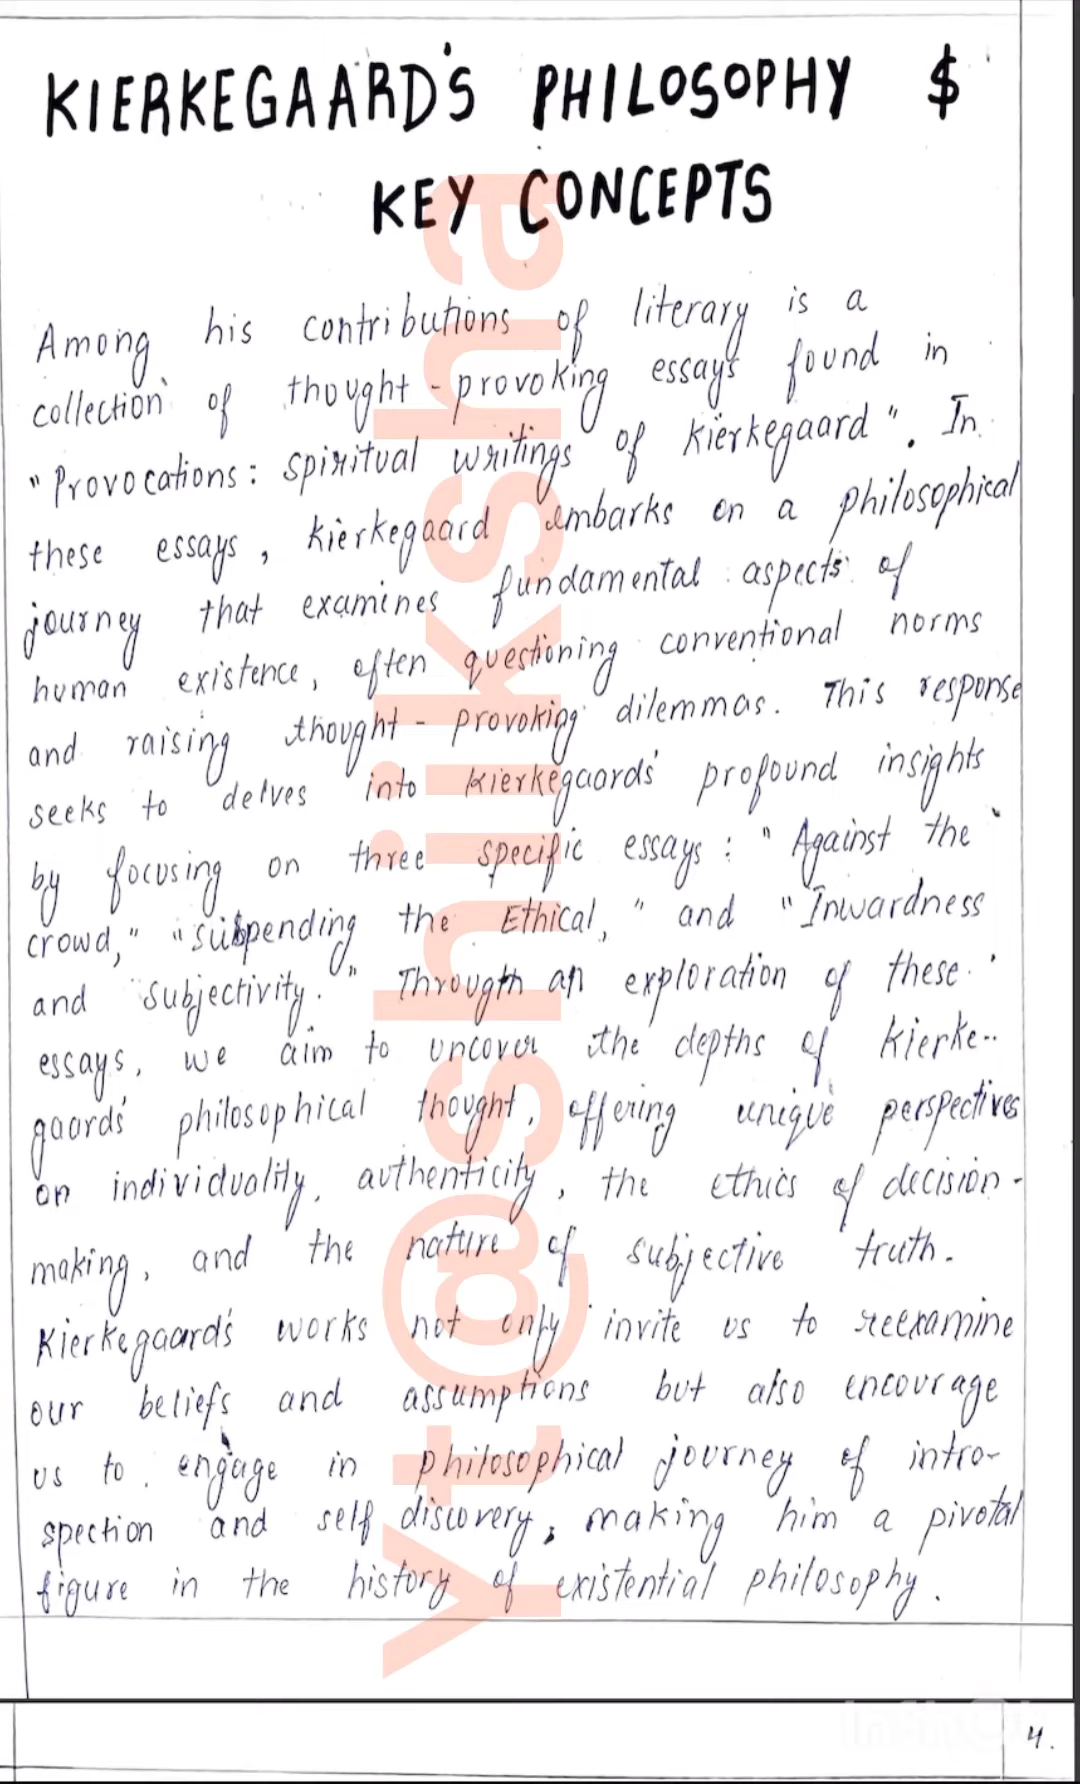 KIERKEGAARD'S PHILOSOPHY $
KEY CONCEPTS
Among his contributions of literary is a
collection of thought-provoking essays found in
"Provocations: spiritual writings of Kierkegaard". In
these essays, kierkegaard embarks on a philosophical
journey that examines fundamental aspects of
human existence, often questioning conventional norms
and raising thought-provoking dilemmas. This response
seeks to delves into kierkegaards' profound insights
by focusing on three specific essays: "Against the
crowd," "suspending the Ethical," and "Inwardness
and subjectivity." Through an exploration of these
essays, we aim to uncover the depths of kierke-
gaards' philosophical thought, offering unique perspectives
on individuality, authenticity, the ethics of decision-
making, and the nature of subjective truth.
Kierkegaard's works not only invite us to reexamine
our beliefs and assumptions but also encourage
us to engage in philosophical journey of intro-
spection and self discovery, making him a pivotal
figure in the history of existential philosophy.
4.
yt@shiiksha